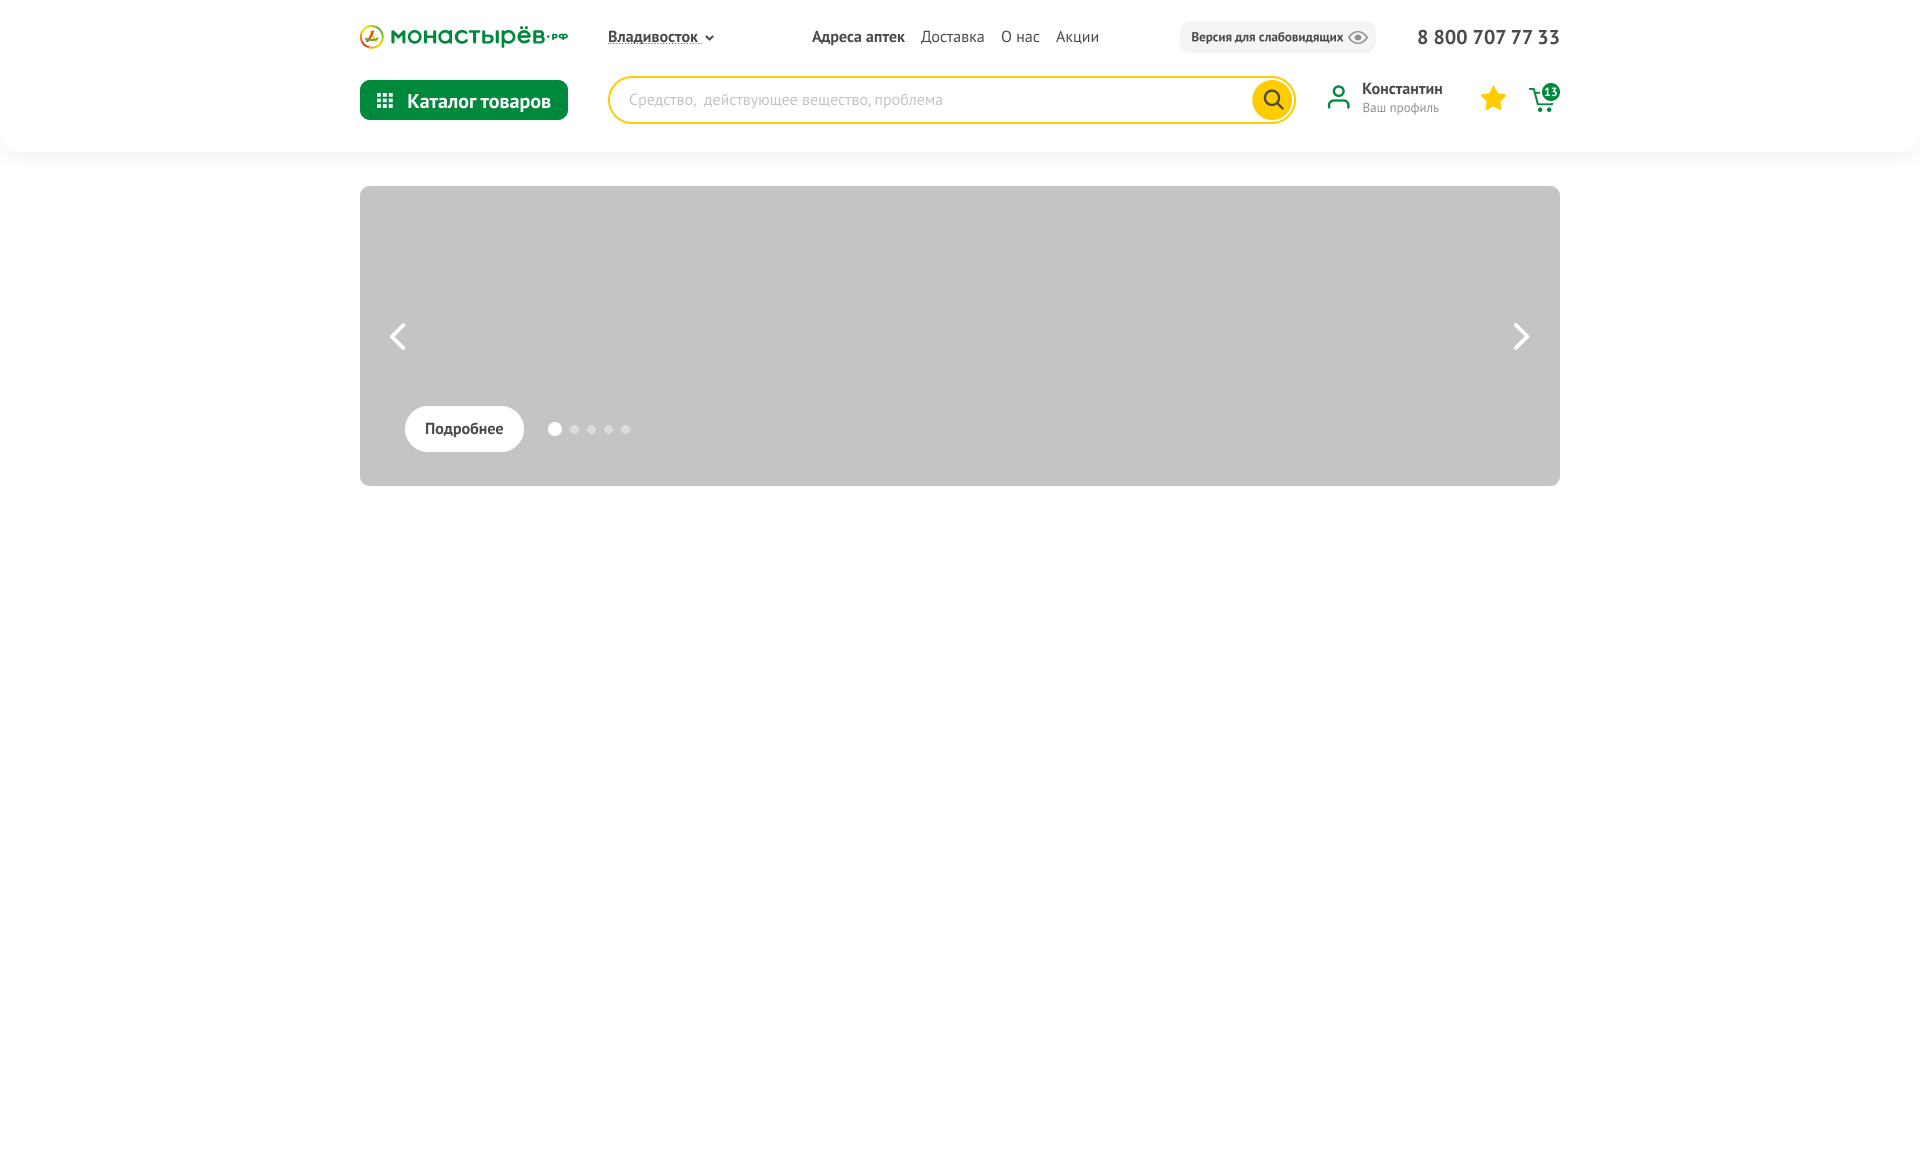 монастырёв.рф
Владивосток
Адреса аптек Доставка О нас Акции
Версия для слабовидящих
8 800 707 77 33
Каталог товаров
Средство, действующее вещество, проблема
Константин
Ваш профиль
13
Подробнее